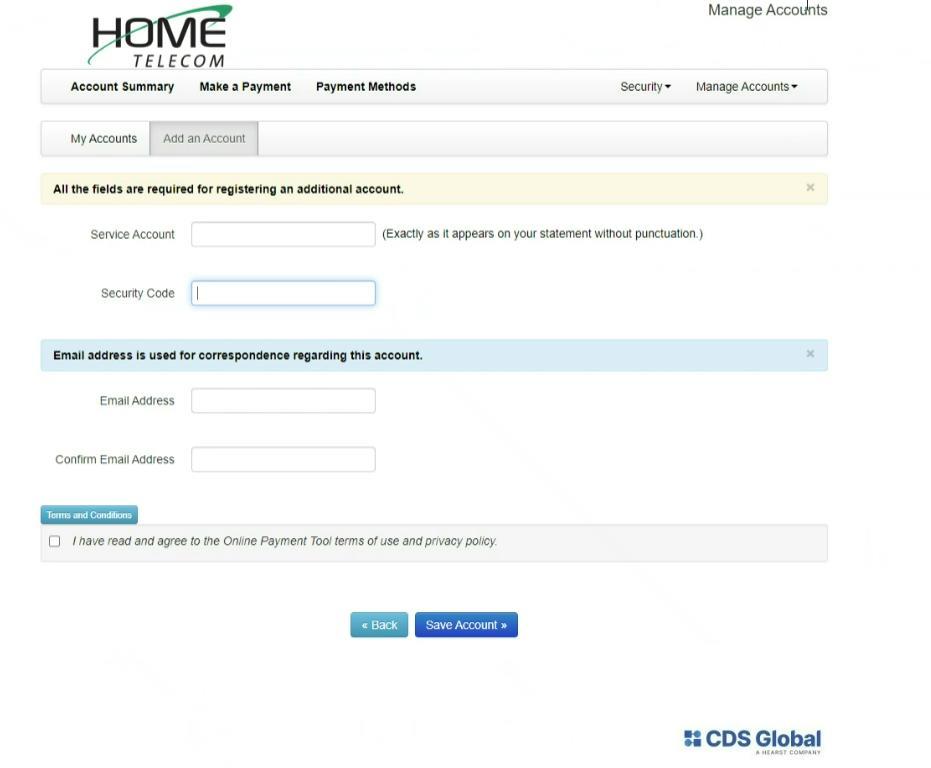 Manage Accounts
HOME
TELECOM
Account Summary Make a Payment Payment Methods Security Manage Accounts
My Accounts Add an Account
All the fields are required for registering an additional account. ×
Service Account (Exactly as it appears on your statement without punctuation.)
Security Code
Email address is used for correspondence regarding this account. ×
Email Address
Confirm Email Address
Terms and Conditions
I have read and agree to the Online Payment Tool terms of use and privacy policy.
« Back Save Account »
CDS Global
A HEARST COMPANY